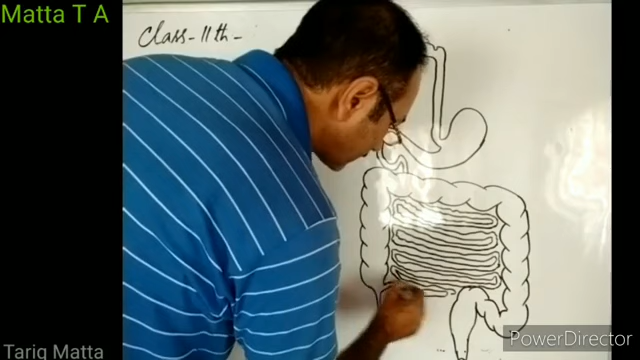 Matta T A
Class - 11th -
PowerDirector
Tariq Matta